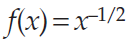 f(x) = x^{-1/2}